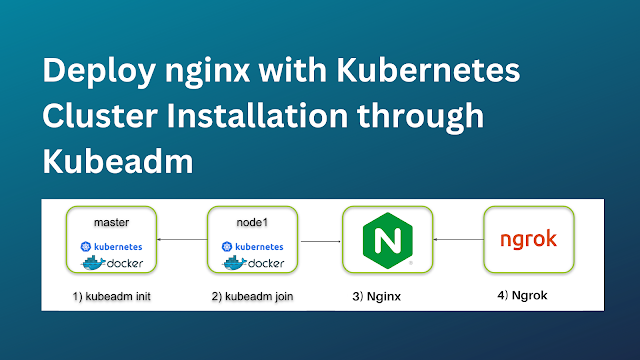 Deploy nginx with Kubernetes
Cluster Installation through
Kubeadm
master
kubernetes
docker
1) kubeadm init
node1
kubernetes
docker
2) kubeadm join
N
3) Nginx
ngrok
4) Ngrok